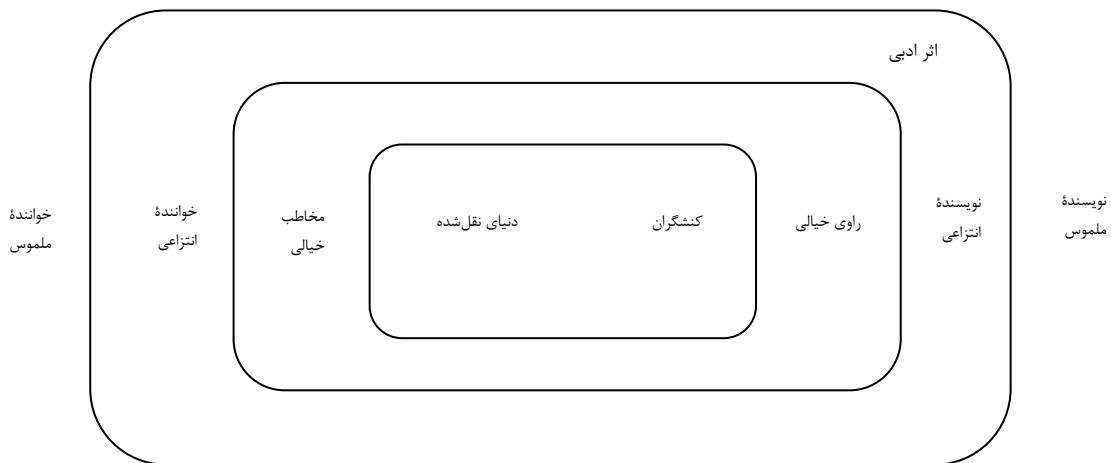 اثر ادبی
نویسندۀ
ملموس
نویسندۀ
انتزاعی
راوی خیالی
کنشگران
دنیای نقل‌شده
مخاطب
خیالی
خوانندۀ
انتزاعی
خوانندۀ
ملموس